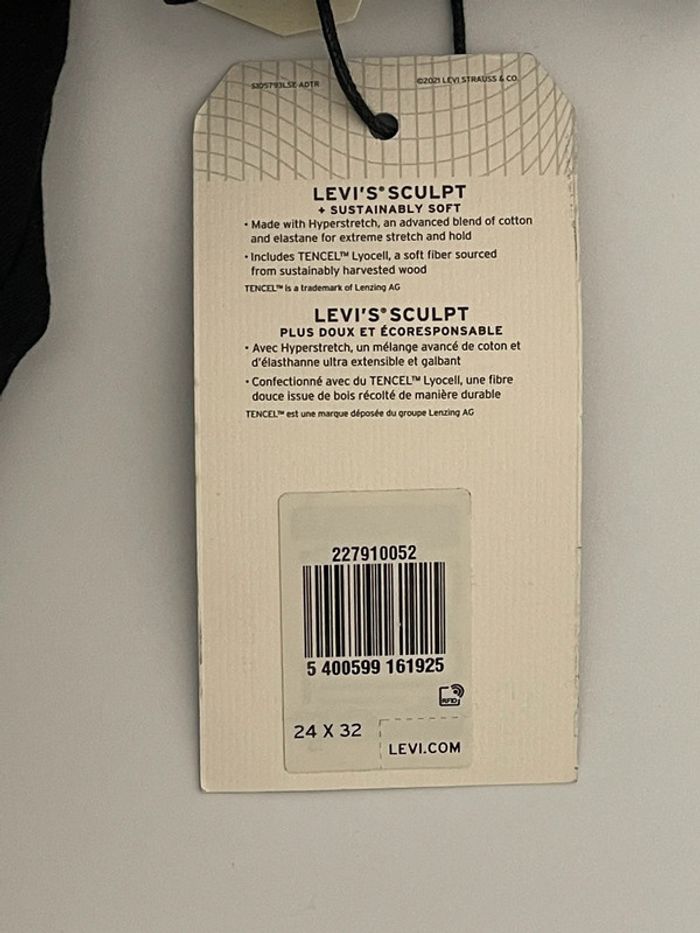 ©2021 LEVI STRAUSS & CO
LEVI'S® SCULPT
+ SUSTAINABLY SOFT
• Made with Hyperstretch, an advanced blend of cotton
and elastane for extreme stretch and hold
• Includes TENCEL™ Lyocell, a soft fiber sourced
from sustainably harvested wood
TENCEL™ is a trademark of Lenzing AG
LEVI'S® SCULPT
PLUS DOUX ET ÉCORESPONSABLE
• Avec Hyperstretch, un mélange avancé de coton et
d'élasthanne ultra extensible et galbant
• Confectionné avec du TENCEL™ Lyocell, une fibre
douce issue de bois récolté de manière durable
TENCEL™ est une marque déposée du groupe Lenzing AG
227910052
5 400599 161925
RFID
24 X 32
LEVI.COM